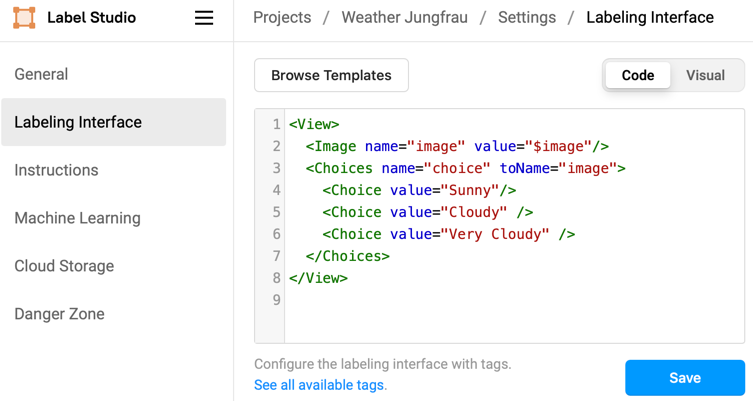 Label Studio
Projects / Weather Jungfrau / Settings / Labeling Interface
General
Labeling Interface
Instructions
Machine Learning
Cloud Storage
Danger Zone
Browse Templates
Code Visual
1 <View>
2   <Image name="image" value="$image"/>
3   <Choices name="choice" toName="image">
4     <Choice value="Sunny"/>
5     <Choice value="Cloudy" />
6     <Choice value="Very Cloudy" />
7   </Choices>
8 </View>
9
Configure the labeling interface with tags.
See all available tags.
Save